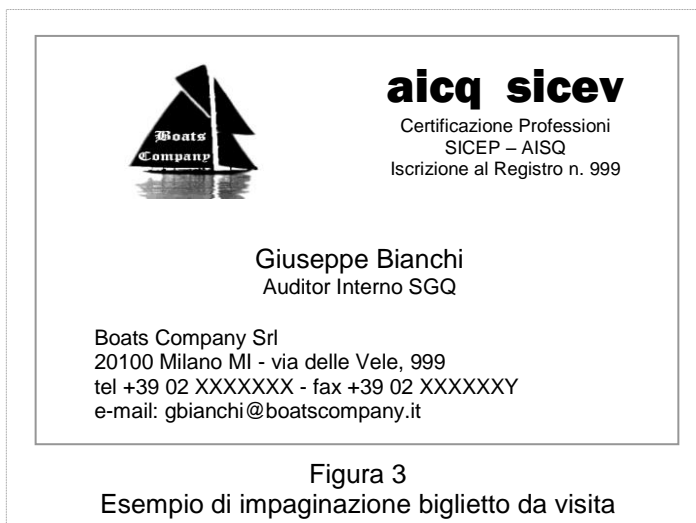 Boats
Company
aicq sicev
Certificazione Professioni
SICEP – AISQ
Iscrizione al Registro n. 999
Giuseppe Bianchi
Auditor Interno SGQ
Boats Company Srl
20100 Milano MI - via delle Vele, 999
tel +39 02 XXXXXXX - fax +39 02 XXXXXXY
e-mail: gbianchi@boatscompany.it
Figura 3
Esempio di impaginazione biglietto da visita